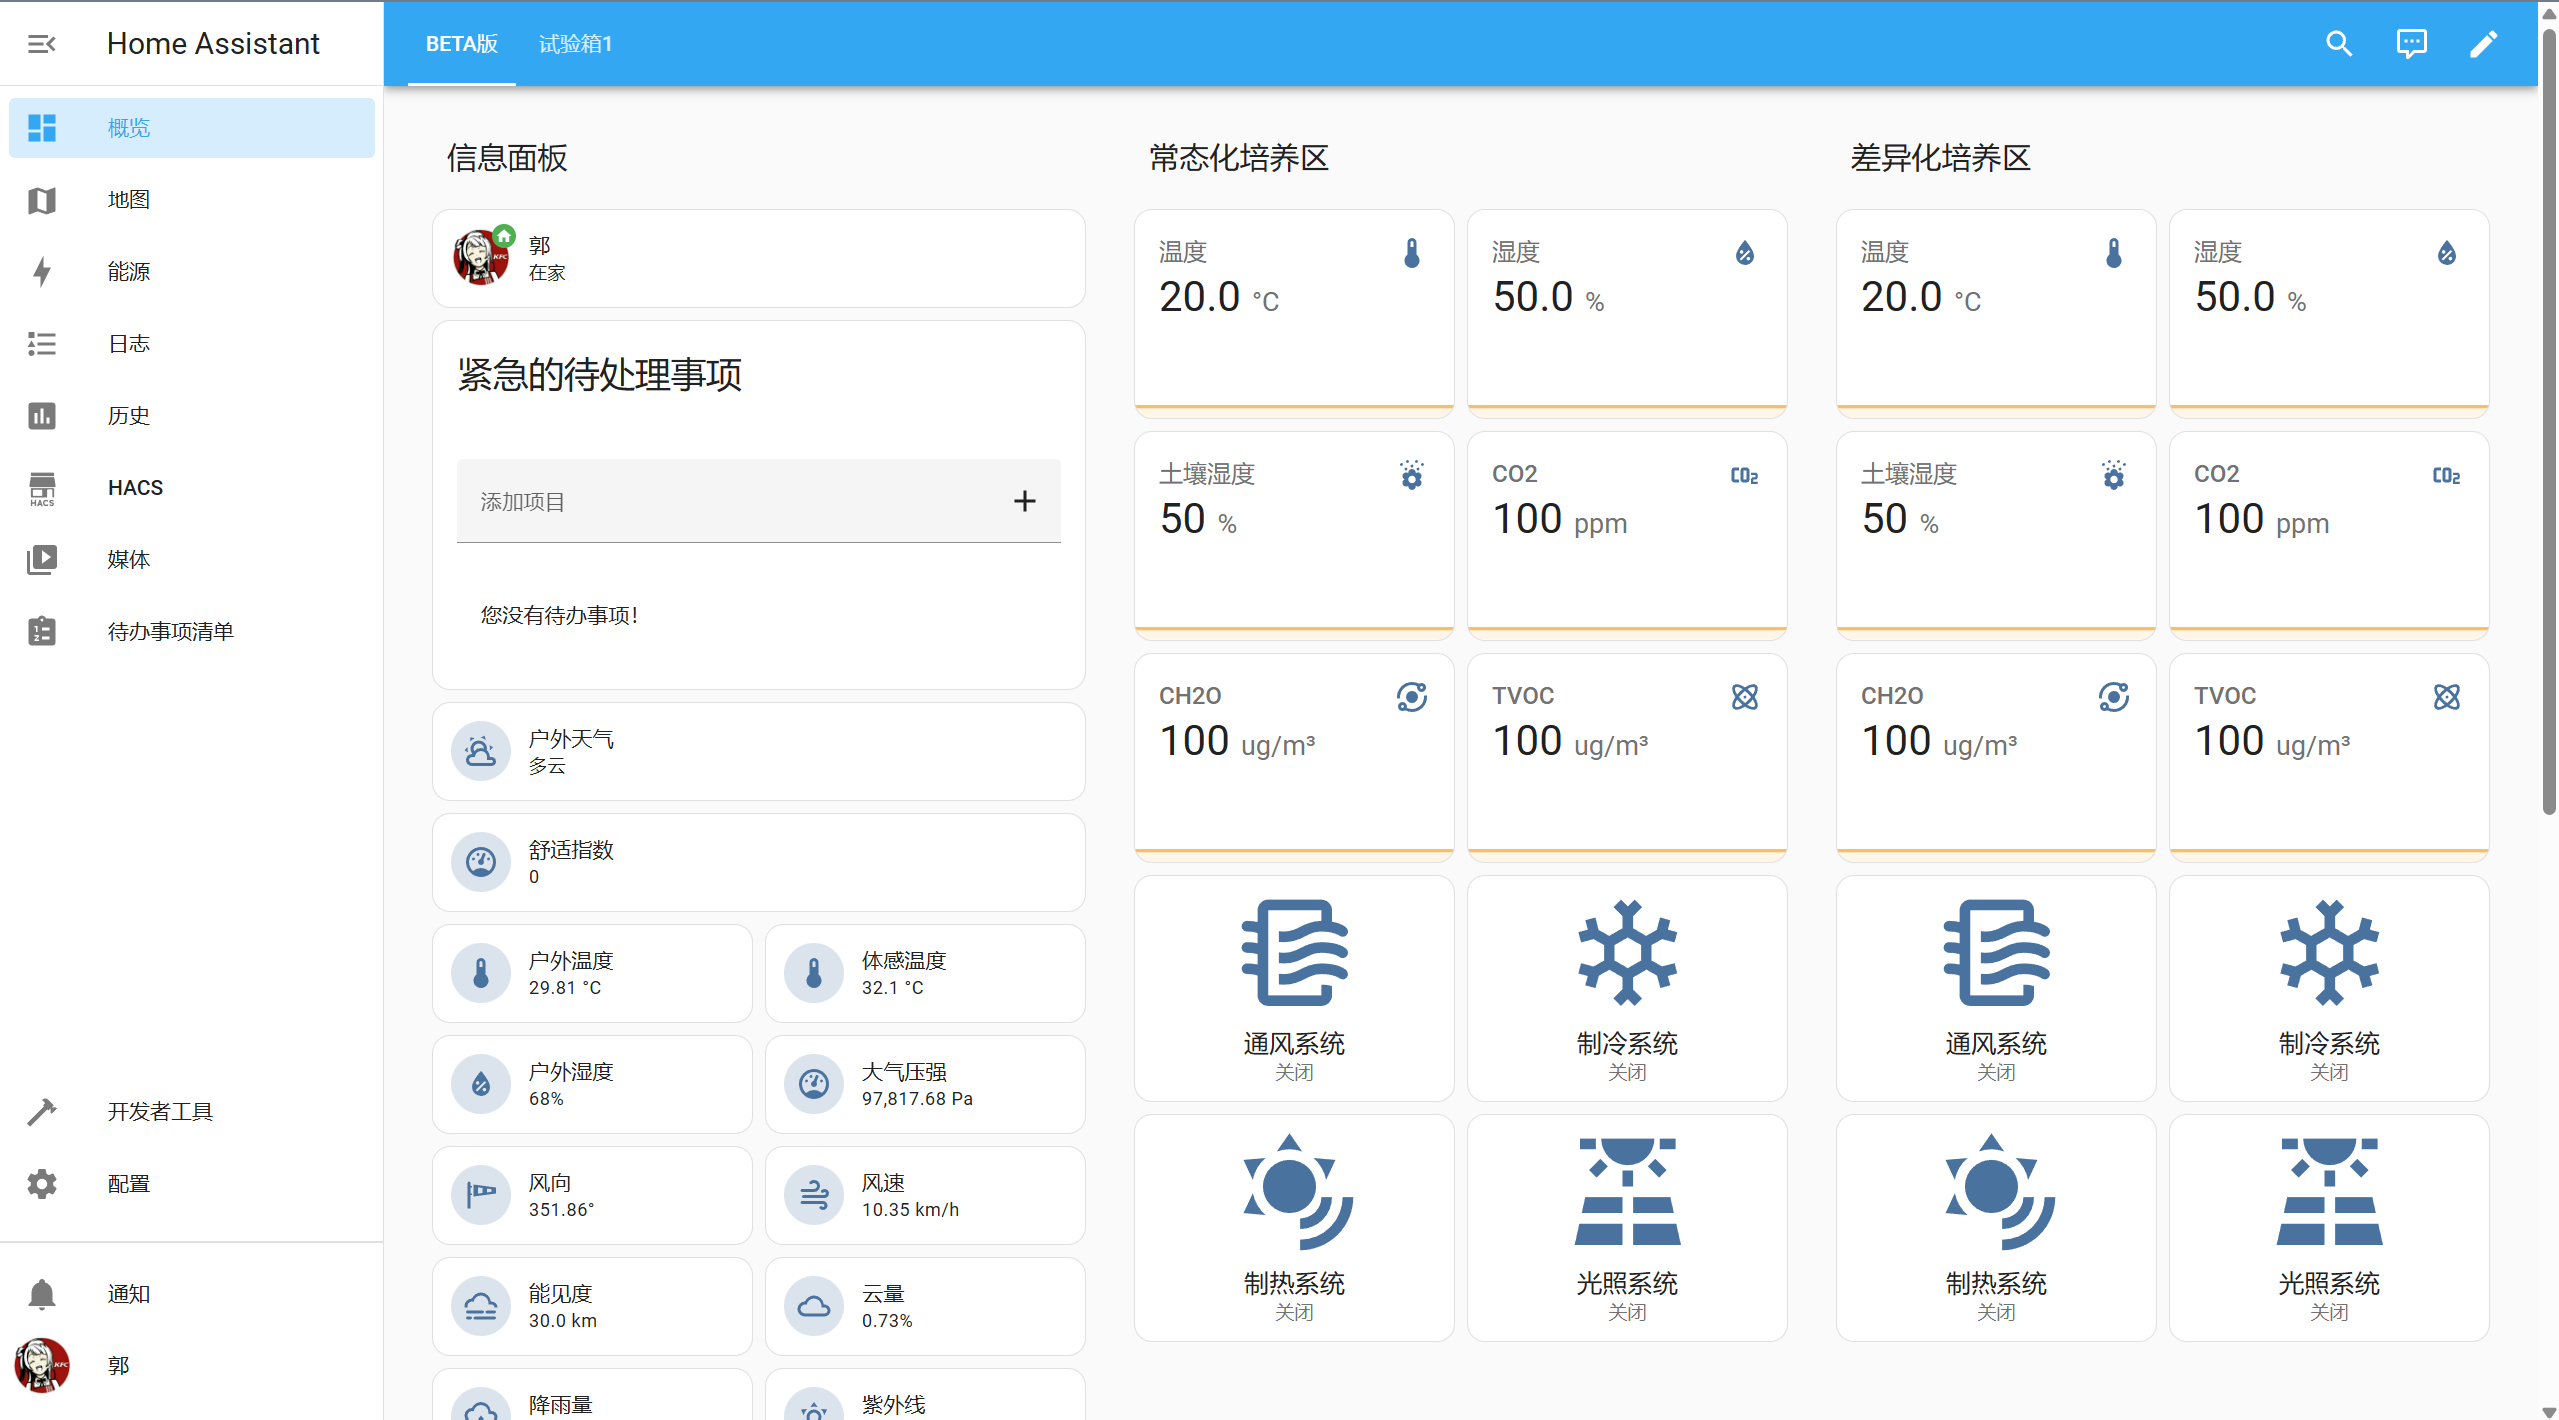 Home Assistant
BETA版
试验箱1
概览
地图
能源
日志
历史
HACS
HACS
媒体
待办事项清单
开发者工具
配置
通知
KFC
郭
信息面板
KFC
郭
在家
紧急的待处理事项
添加项目
您没有待办事项！
户外天气
多云
舒适指数
0
户外温度
29.81 °C
体感温度
32.1 °C
户外湿度
68%
大气压强
97,817.68 Pa
风向
351.86°
风速
10.35 km/h
能见度
30.0 km
云量
0.73%
降雨量
紫外线
常态化培养区
温度
20.0 °C
湿度
50.0 %
土壤湿度
50 %
CO2
CO2
100 ppm
CH2O
100 ug/m³
TVOC
100 ug/m³
通风系统
关闭
制冷系统
关闭
制热系统
关闭
光照系统
关闭
差异化培养区
温度
20.0 °C
湿度
50.0 %
土壤湿度
50 %
CO2
CO2
100 ppm
CH2O
100 ug/m³
TVOC
100 ug/m³
通风系统
关闭
制冷系统
关闭
制热系统
关闭
光照系统
关闭